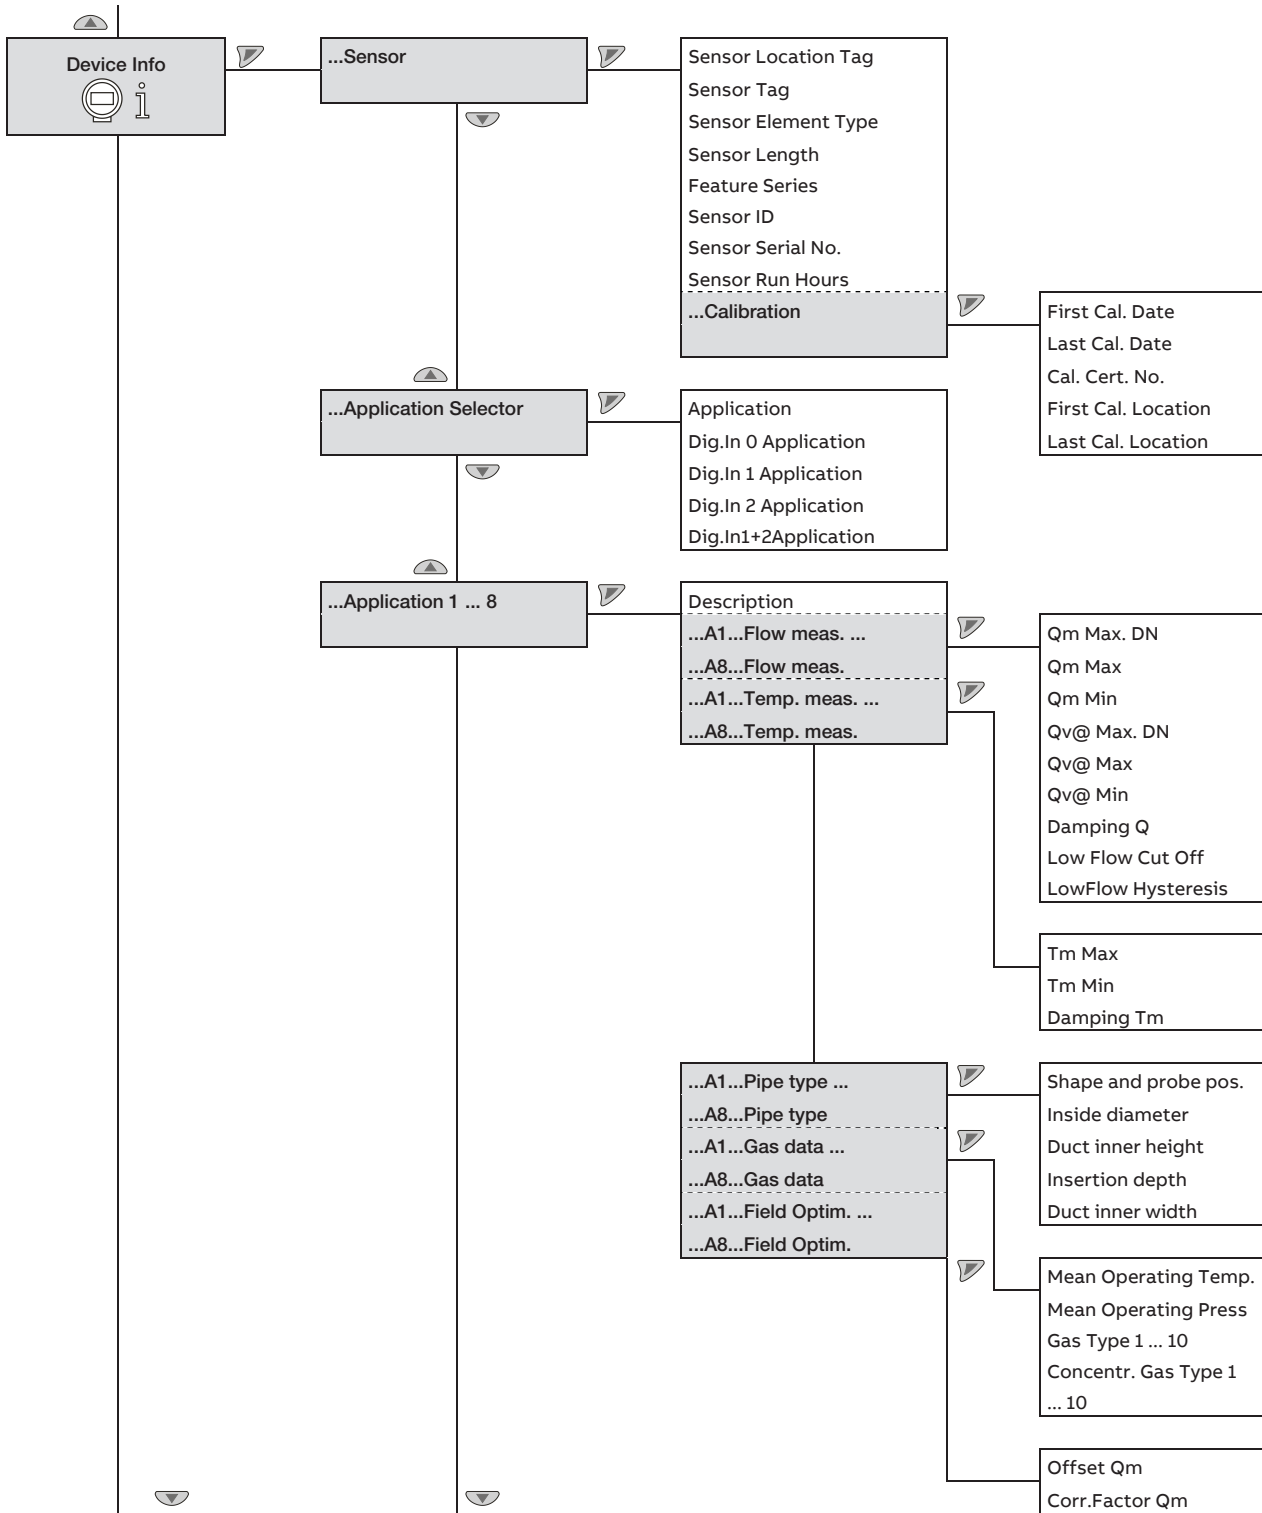 Device Info
i
...Sensor
Sensor Location Tag
Sensor Tag
Sensor Element Type
Sensor Length
Feature Series
Sensor ID
Sensor Serial No.
Sensor Run Hours
...Calibration
First Cal. Date
Last Cal. Date
Cal. Cert. No.
First Cal. Location
Last Cal. Location
...Application Selector
Application
Dig.In 0 Application
Dig.In 1 Application
Dig.In 2 Application
Dig.In1+2Application
...Application 1 ... 8
Description
...A1...Flow meas. ...
...A8...Flow meas.
...A1...Temp. meas. ...
...A8...Temp. meas.
Qm Max. DN
Qm Max
Qm Min
Qv@ Max. DN
Qv@ Max
Qv@ Min
Damping Q
Low Flow Cut Off
LowFlow Hysteresis
Tm Max
Tm Min
Damping Tm
...A1...Pipe type ...
...A8...Pipe type
...A1...Gas data ...
...A8...Gas data
...A1...Field Optim. ...
...A8...Field Optim.
Shape and probe pos.
Inside diameter
Duct inner height
Insertion depth
Duct inner width
Mean Operating Temp.
Mean Operating Press
Gas Type 1 ... 10
Concentr. Gas Type 1
... 10
Offset Qm
Corr.Factor Qm